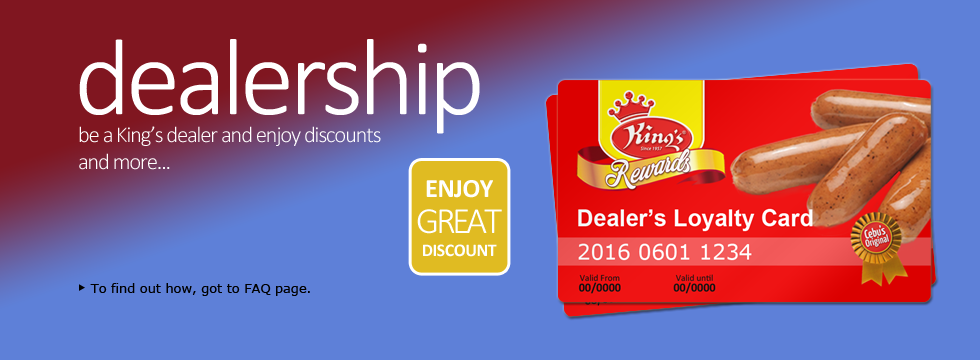 dealership
be a King's dealer and enjoy discounts
and more...
ENJOY
GREAT
DISCOUNT
To find out how, got to FAQ page.
King's
Since 1957
Rewards
Dealer's Loyalty Card
2016 0601 1234
Valid From
00/0000
Valid until
00/0000
Cebu's
Original